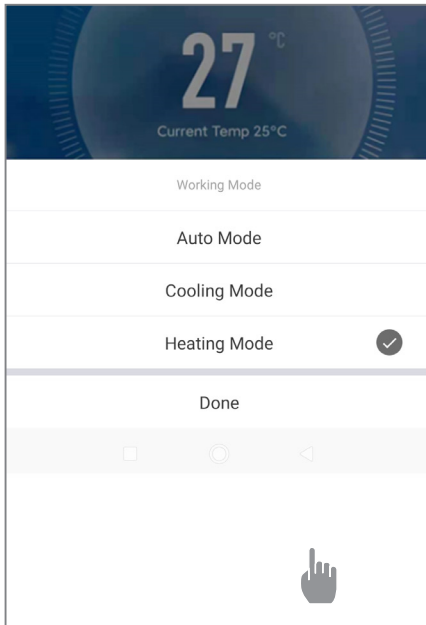 27 °C
Current Temp 25°C
Working Mode
Auto Mode
Cooling Mode
Heating Mode
Done